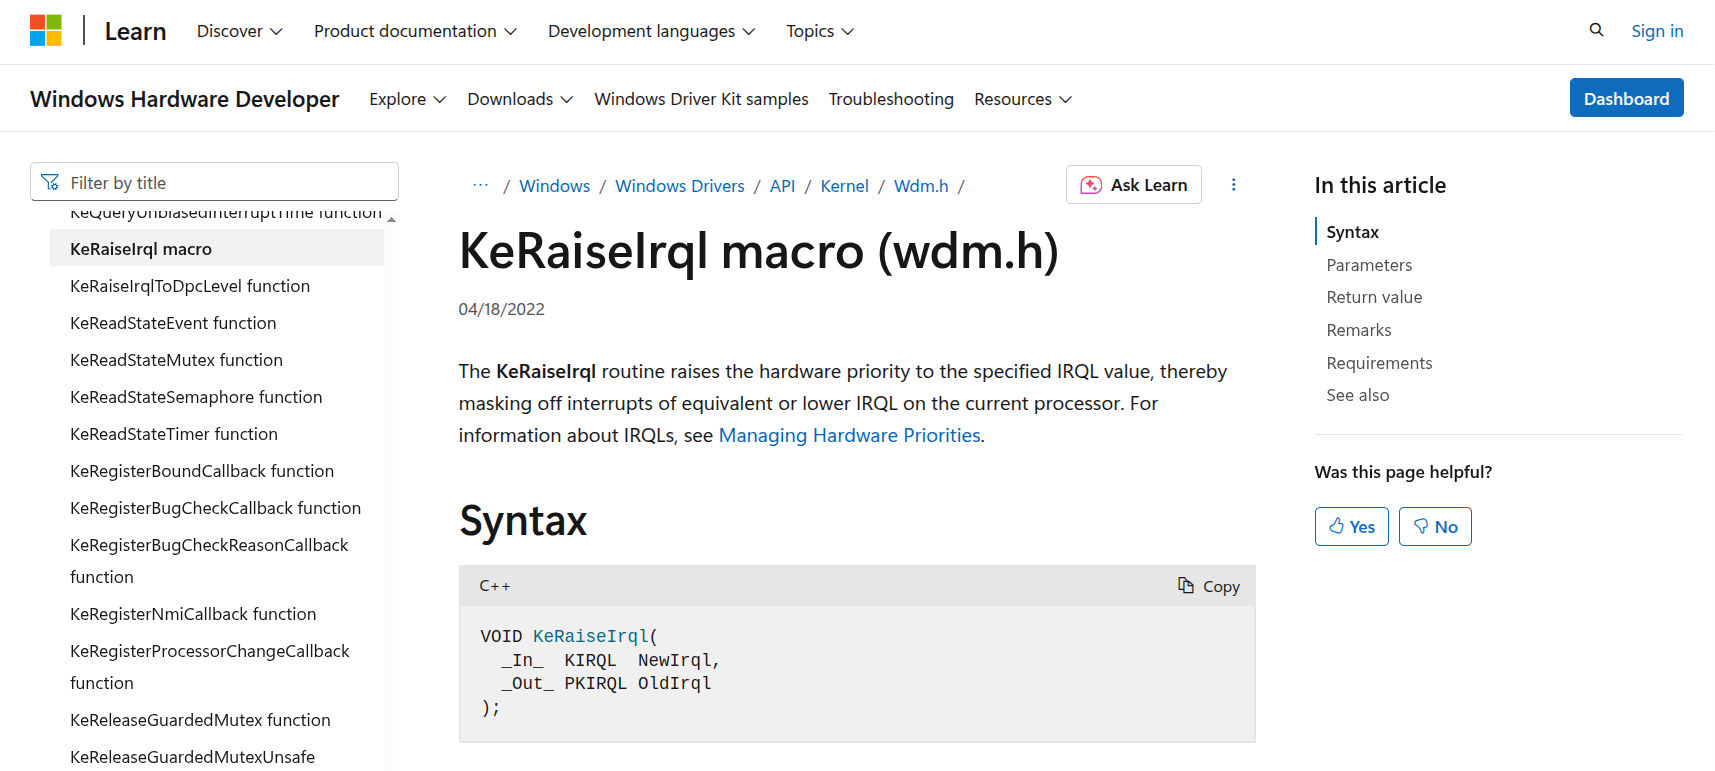 Learn
Discover
Product documentation
Development languages
Topics
Sign in
Windows Hardware Developer
Explore
Downloads
Windows Driver Kit samples
Troubleshooting
Resources
Dashboard
Filter by title
KeQueryUnbiasedInterruptTime function
KeRaiseIrql macro
KeRaiseIrqlToDpcLevel function
KeReadStateEvent function
KeReadStateMutex function
KeReadStateSemaphore function
KeReadStateTimer function
KeRegisterBoundCallback function
KeRegisterBugCheckCallback function
KeRegisterBugCheckReasonCallback
function
KeRegisterNmiCallback function
KeRegisterProcessorChangeCallback
function
KeReleaseGuardedMutex function
KeReleaseGuardedMutexUnsafe
··· / Windows / Windows Drivers / API / Kernel / Wdm.h /
Ask Learn
KeRaiseIrql macro (wdm.h)
04/18/2022
The KeRaiseIrql routine raises the hardware priority to the specified IRQL value, thereby
masking off interrupts of equivalent or lower IRQL on the current processor. For
information about IRQLs, see Managing Hardware Priorities.
Syntax
C++
Copy
VOID KeRaiseIrql(
  _In_  KIRQL  NewIrql,
  _Out_ PKIRQL OldIrql
);
In this article
Syntax
Parameters
Return value
Remarks
Requirements
See also
Was this page helpful?
Yes
No